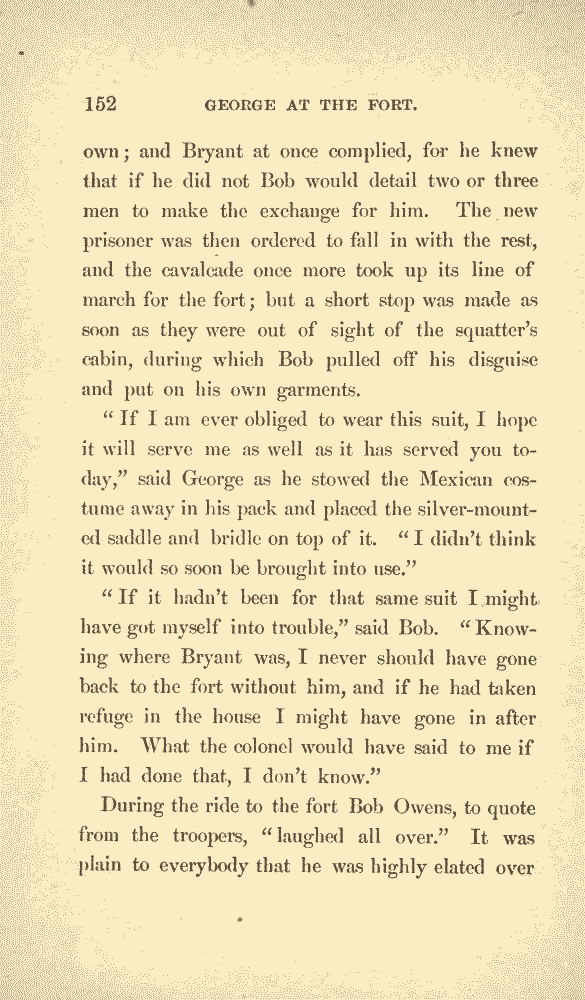 152 GEORGE AT THE FORT.
own; and Bryant at once complied, for he knew
that if he did not Bob would detail two or three
men to make the exchange for him. The new
prisoner was then ordered to fall in with the rest,
and the cavalcade once more took up its line of
march for the fort; but a short stop was made as
soon as they were out of sight of the squatter's
cabin, during which Bob pulled off his disguise
and put on his own garments.
“If I am ever obliged to wear this suit, I hope
it will serve me as well as it has served you to-
day,” said George as he stowed the Mexican cos-
tume away in his pack and placed the silver-mount-
ed saddle and bridle on top of it. “I didn't think
it would so soon be brought into use.”
“If it hadn't been for that same suit I might
have got myself into trouble,” said Bob. “Know-
ing where Bryant was, I never should have gone
back to the fort without him, and if he had taken
refuge in the house I might have gone in after
him. What the colonel would have said to me if
I had done that, I don't know.”
During the ride to the fort Bob Owens, to quote
from the troopers, “laughed all over.” It was
plain to everybody that he was highly elated over